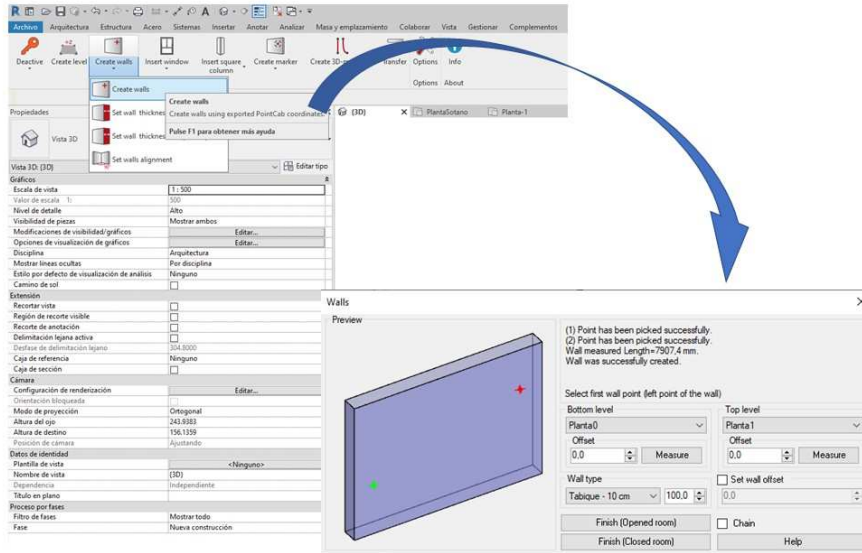 Archivo Arquitectura Estructura Acero Sistemas Insertar Anotar Analizar Masa y emplazamiento Colaborar Vista Gestionar Complementos
Deactive Create level Create walls Insert window Insert square column Create marker Create 3D- Transfer Options Info
Options About
Create walls
Set wall thicknes
Set wall thicknes
Set walls alignment
Create walls
Create walls using exported PointCab coordinates
Pulse F1 para obtener más ayuda
{3D} X PlantaSotano Planta-1
Propiedades
Vista 3D
Vista 3D: {3D} Editar tipo
Gráficos
Escala de vista 1 : 500
Valor de escala 1: 500
Nivel de detalle Alto
Visibilidad de piezas Mostrar ambos
Modificaciones de visibilidad/gráficos Editar...
Opciones de visualización de gráficos Editar...
Disciplina Arquitectura
Mostrar líneas ocultas Por disciplina
Estilo por defecto de visualización de análisis Ninguno
Camino de sol
Extensión
Recortar vista
Región de recorte visible
Recorte de anotación
Delimitación lejana activa
Desfase de delimitación lejano 304.8000
Caja de referencia Ninguno
Caja de sección
Cámara
Configuración de renderización Editar...
Orientación bloqueada
Modo de proyección Ortogonal
Altura del ojo 243.9383
Altura de destino 156.1359
Posición de cámara Ajustando
Datos de identidad
Plantilla de vista <Ninguno>
Nombre de vista {3D}
Dependencia Independiente
Título en plano
Proceso por fases
Filtro de fases Mostrar todo
Fase Nueva construcción
Walls
Preview
(1) Point has been picked successfully.
(2) Point has been picked successfully.
Wall measured Length=7907,4 mm.
Wall was successfully created.
Select first wall point (left point of the wall)
Bottom level Top level
Planta0 Planta1
Offset Offset
0,0 Measure 0,0 Measure
Wall type Set wall offset
Tabique - 10 cm 100,0 0,0
Finish (Opened room) Chain
Finish (Closed room) Help